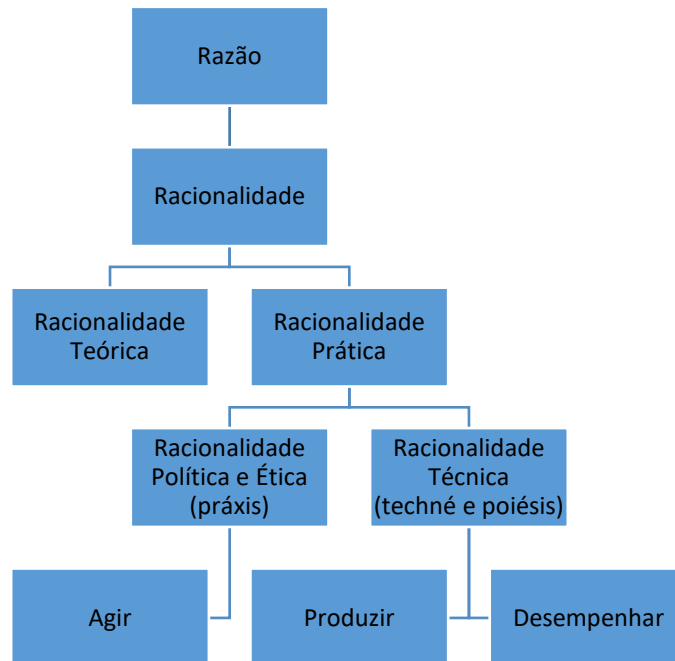 Razão
Racionalidade
Racionalidade
Teórica
Racionalidade
Prática
Racionalidade
Política e Ética
(práxis)
Racionalidade
Técnica
(techné e poiésis)
Agir
Produzir
Desempenhar